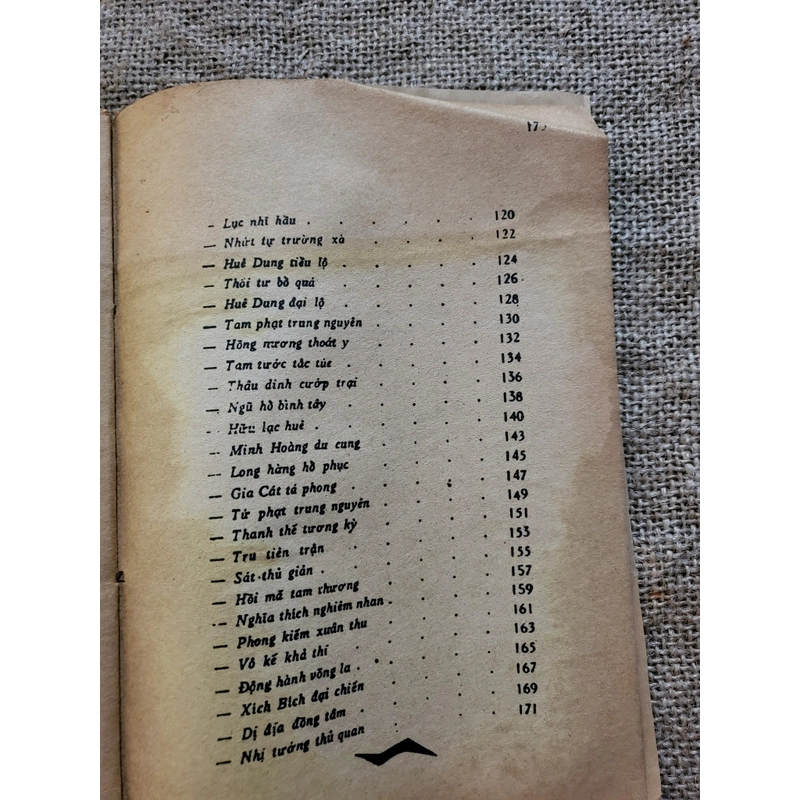 - Lục nhĩ hầu . . . . . . 120
— Nhứt tự trường xà . . . . . 122
— Huê Dung tiểu lộ . . . . . . 124
— Thôi tư bồ quả . . . . . 126
— Huê Dung đại lộ . . . . . 128
— Tam phạt trung nguyên . . . . 130
— Hồng nương thoát y . . . . . 132
— Tam tước tắc túc . . . . . 134
— Thâu dinh cướp trại . . . . . 136
— Ngũ hổ bình tây . . . . . 138
- Hữu lạc huê . . . . . . 140
— Minh Hoàng du cung . . . . 143
— Long hàng hổ phục . . . . . 145
— Gia Cát tá phong . . . . . 147
— Tứ phạt trung nguyên . . . . 149
— Thanh thế tương kỳ . . . . . 151
— Tru tiên trận . . . . . 153
— Sát thủ giản . . . . . . 155
— Hồi mã tam thương . . . . 157
— Nghĩa thích nghiêm nhan . . . . 159
— Phong kiếm xuân thu . . . . 161
— Vô kế khả thi . . . . . 163
— Động hành võng la . . . . . 165
— Xích Bích đại chiến . . . . 167
— Dị địa đồng tâm . . . . . 169
— Nhị tướng thủ quan . . . . 171